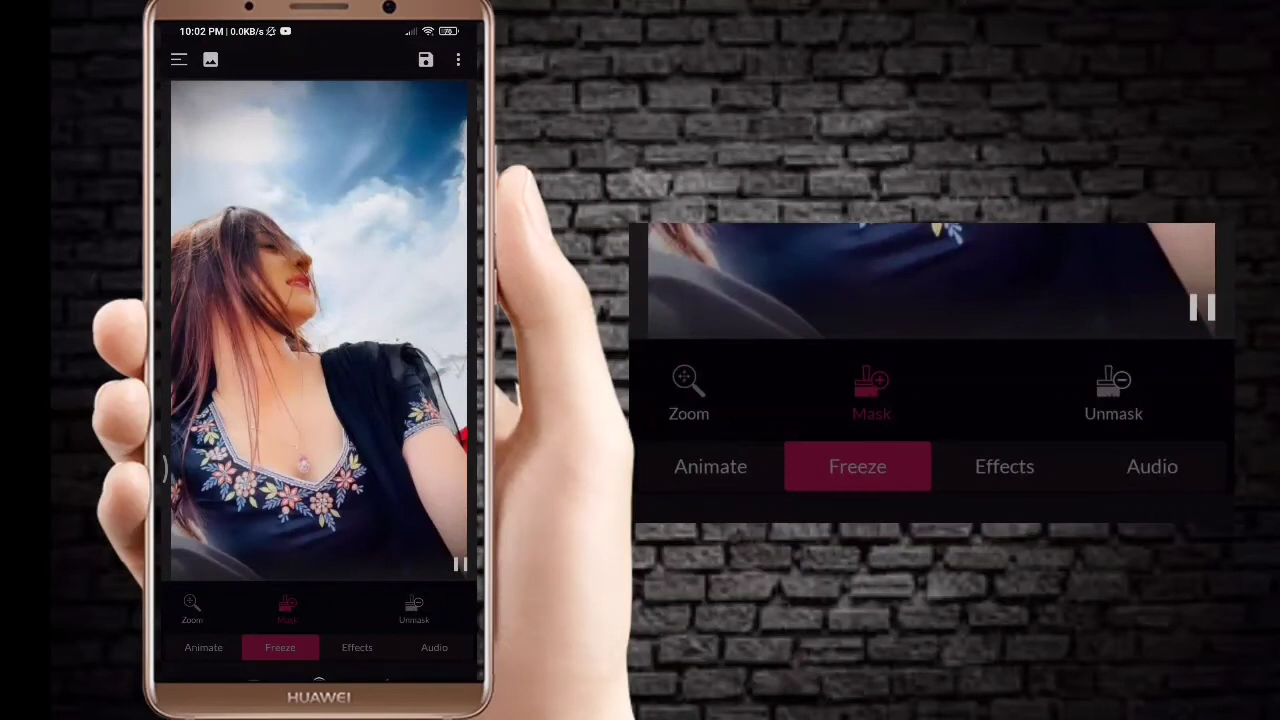 10:02 PM | 0.0KB/s
76
Zoom Mask Unmask
Animate Freeze Effects Audio
HUAWEI
Zoom Mask Unmask
Animate Freeze Effects Audio